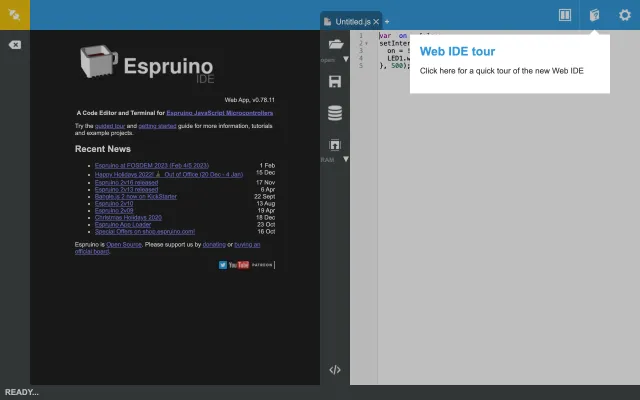 Untitled.js
Espruino
IDE
Web App, v0.78.11
A Code Editor and Terminal for Espruino JavaScript Microcontrollers
Try the guided tour and getting started guide for more information, tutorials
and example projects.
Recent News
Espruino at FOSDEM 2023 (Feb 4/5 2023) 1 Feb
Happy Holidays 2022! 🎄 Out of Office (20 Dec - 4 Jan) 15 Dec
Espruino 2v16 released 17 Nov
Espruino 2v13 released 6 Apr
Bangle.js 2 now on KickStarter 22 Sept
Espruino 2v10 13 Aug
Espruino 2v09 19 Apr
Christmas Holidays 2020 18 Dec
Espruino App Loader 23 Oct
Special Offers on shop.espruino.com! 16 Oct
Espruino is Open Source. Please support us by donating or buying an
official board.
YouTube PATREON
RAM
1 var on
2 setInter
3 on =
4 LED1.w
5 }, 500);
Web IDE tour
Click here for a quick tour of the new Web IDE
READY...